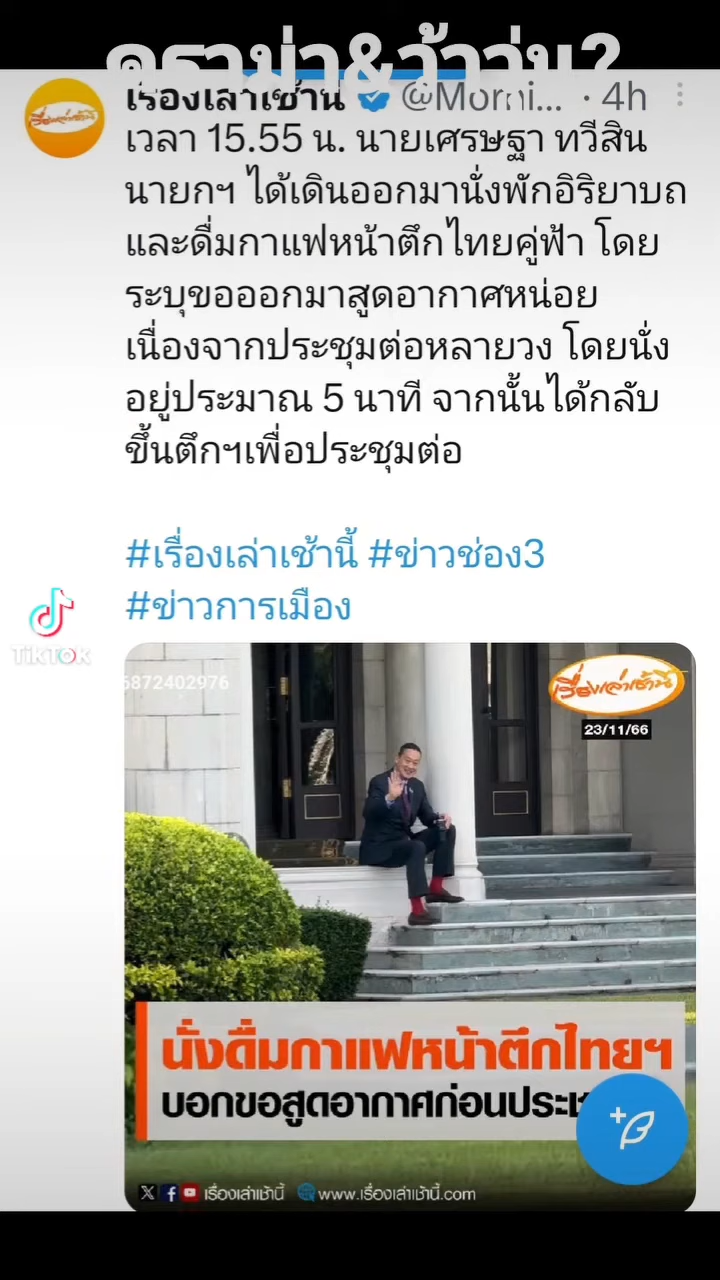 ดราม่า&ว้าวุ่น?
เรื่องเล่าเช้านี้ @Morni... · 4h
เวลา 15.55 น. นายเศรษฐา ทวีสิน
นายกฯ ได้เดินออกมานั่งพักอิริยาบถ
และดื่มกาแฟหน้าตึกไทยคู่ฟ้า โดย
ระบุขอออกมาสูดอากาศหน่อย
เนื่องจากประชุมต่อหลายวง โดยนั่ง
อยู่ประมาณ 5 นาที จากนั้นได้กลับ
ขึ้นตึกฯเพื่อประชุมต่อ
#เรื่องเล่าเช้านี้ #ข่าวช่อง3
#ข่าวการเมือง
TikTok
6872402976
เรื่องเล่าเช้านี้
23/11/66
นั่งดื่มกาแฟหน้าตึกไทยฯ
บอกขอสูดอากาศก่อน
เรื่องเล่าเช้านี้ www.เรื่องเล่าเช้านี้.com